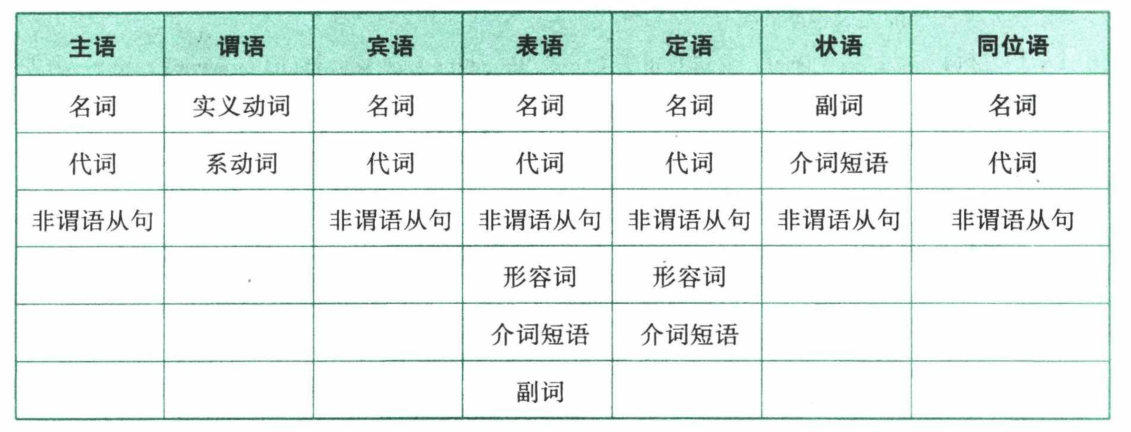 主语 谓语 宾语 表语 定语 状语 同位语
名词 实义动词 名词 名词 名词 副词 名词
代词 系动词 代词 代词 代词 介词短语 代词
非谓语从句 非谓语从句 非谓语从句 非谓语从句 非谓语从句 非谓语从句
形容词 形容词
介词短语 介词短语
副词